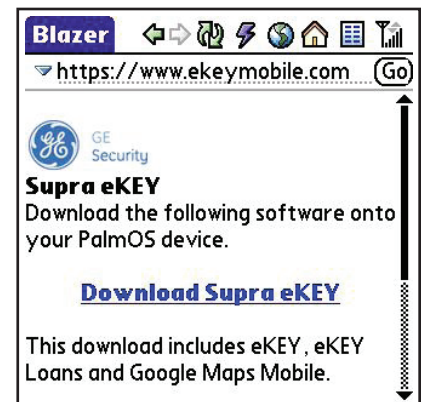 Blazer
https://www.ekeymobile.com Go
GE
Security
Supra eKEY
Download the following software onto
your PalmOS device.
Download Supra eKEY
This download includes eKEY, eKEY
Loans and Google Maps Mobile.